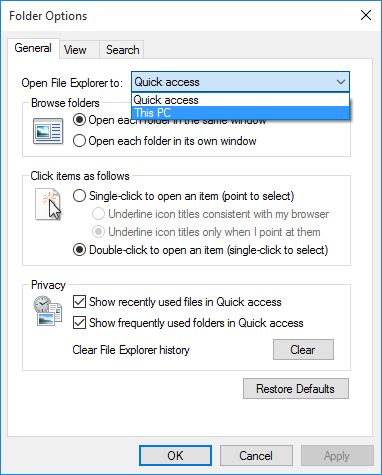 Folder Options
General View Search
Open File Explorer to: Quick access
Quick access
This PC
Browse folders
Open each folder in the same window
Open each folder in its own window
Click items as follows
Single-click to open an item (point to select)
Underline icon titles consistent with my browser
Underline icon titles only when I point at them
Double-click to open an item (single-click to select)
Privacy
Show recently used files in Quick access
Show frequently used folders in Quick access
Clear File Explorer history Clear
Restore Defaults
OK Cancel Apply